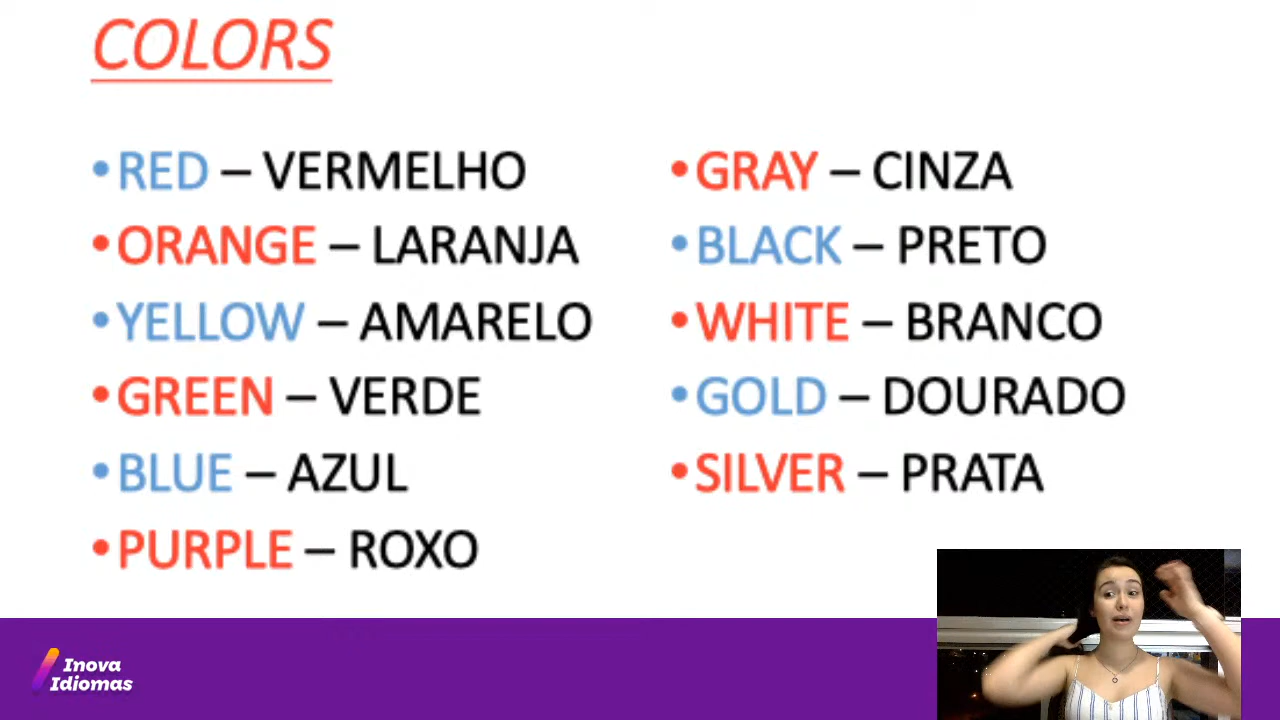 COLORS
•RED – VERMELHO
•ORANGE – LARANJA
•YELLOW – AMARELO
•GREEN – VERDE
•BLUE – AZUL
•PURPLE – ROXO
•GRAY – CINZA
•BLACK – PRETO
•WHITE – BRANCO
•GOLD – DOURADO
•SILVER – PRATA
Inova
Idiomas